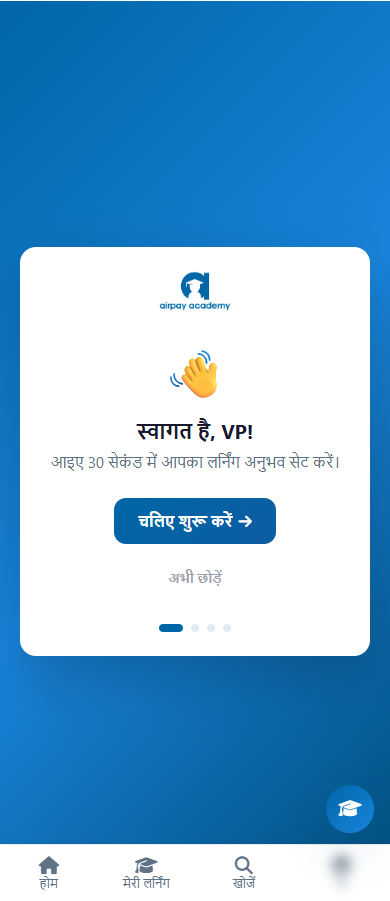 airpay academy
स्वागत है, VP!
आइए 30 सेकंड में आपका लर्निंग अनुभव सेट करें।
चलिए शुरू करें →
अभी छोड़ें
होम
मेरी लर्निंग
खोजें